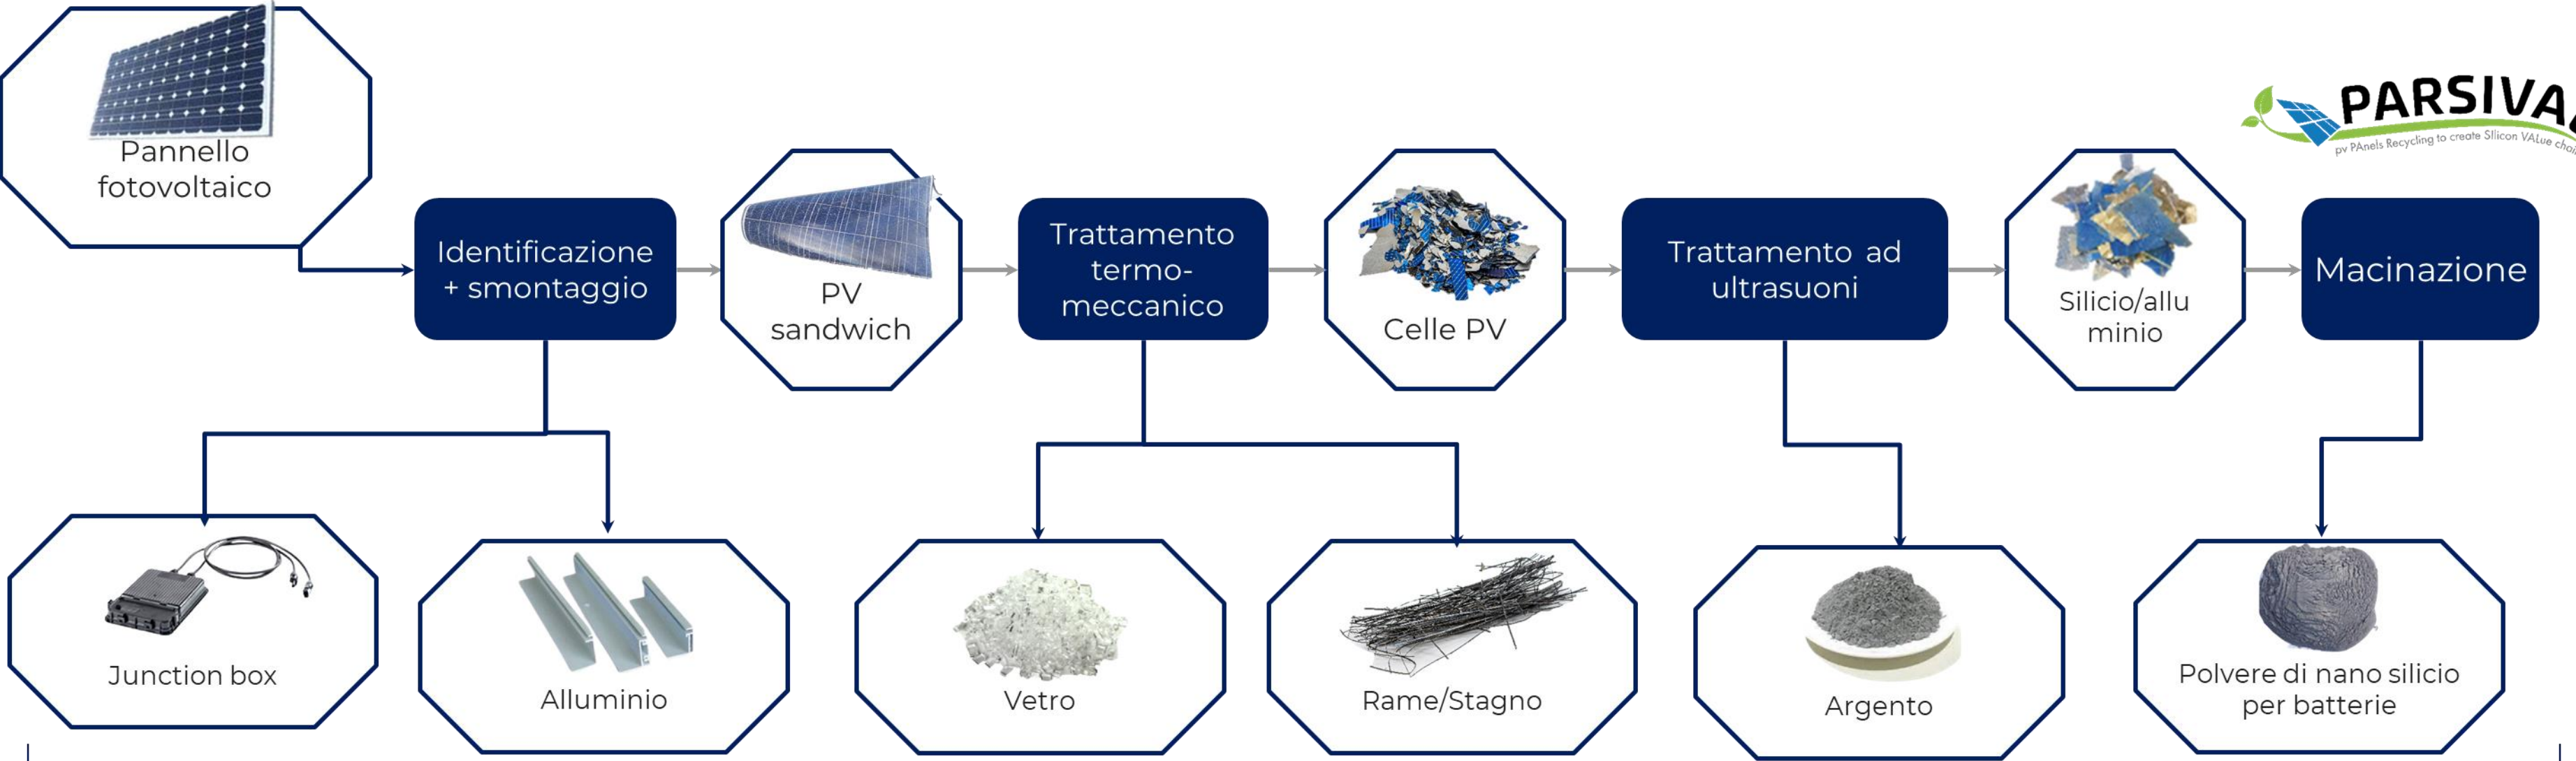 Pannello
fotovoltaico
Identificazione
+ smontaggio
PV
sandwich
Trattamento
termo-
meccanico
Celle PV
Trattamento ad
ultrasuoni
Silicio/allu
minio
Macinazione
PARSIVAL
pv PAnels Recycling to create SIlicon VALue
Junction box
Alluminio
Vetro
Rame/Stagno
Argento
Polvere di nano silicio
per batterie